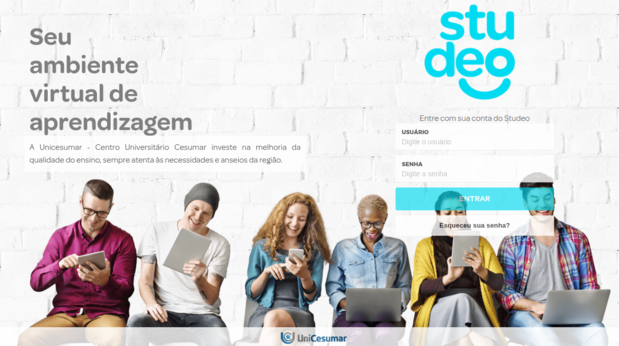 Seu
ambiente
virtual de
aprendizagem
A Unicesumar - Centro Universitário Cesumar investe na melhoria da
qualidade do ensino, sempre atenta às necessidades e anseios da região.
stu
deo
Entre com sua conta do Studeo
USUÁRIO
Digite o usuário
SENHA
Digite a senha
ENTRAR
Esqueceu sua senha?
UniCesumar